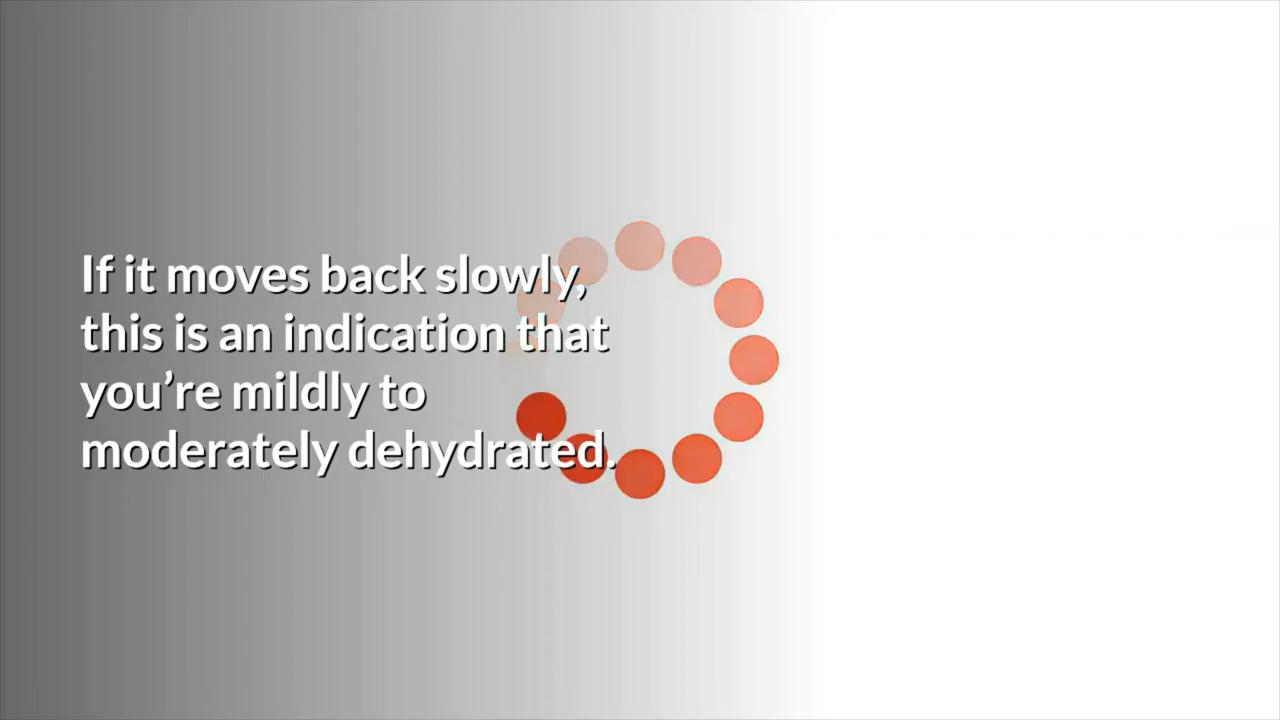 If it moves back slowly,
this is an indication that
you’re mildly to
moderately dehydrated.